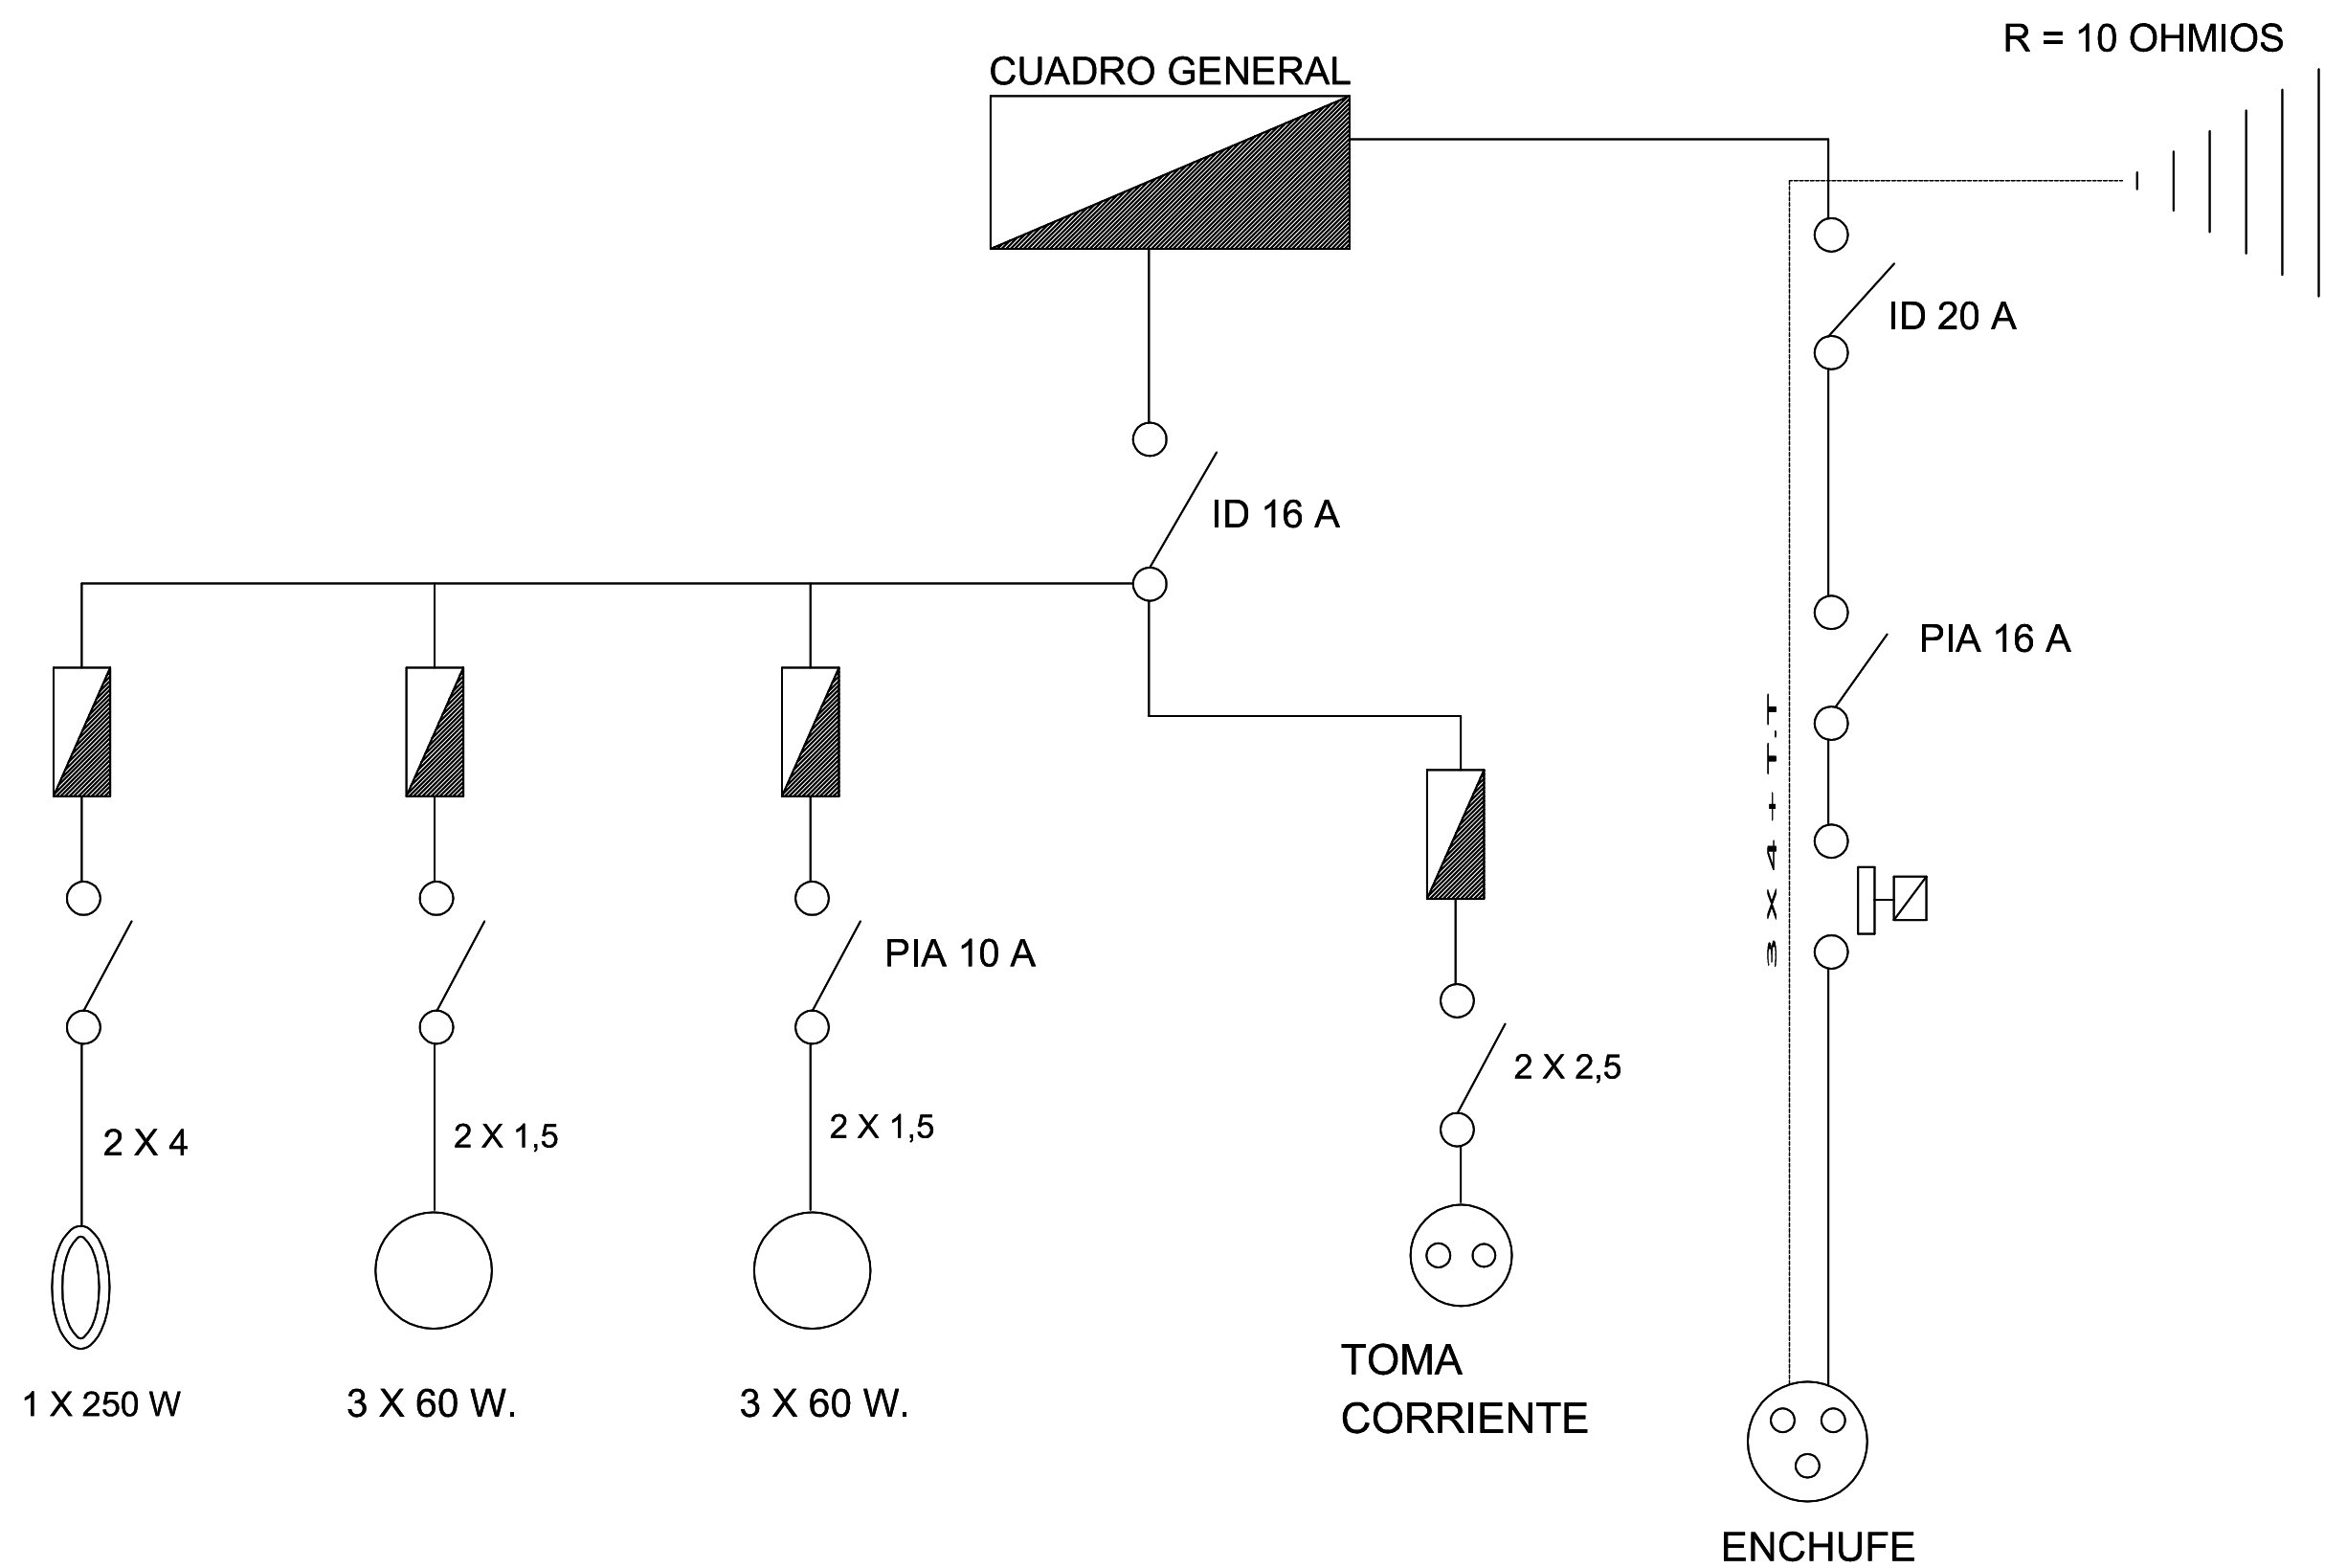 R = 10 OHMIOS
CUADRO GENERAL
ID 20 A
ID 16 A
PIA 16 A
3 X 4 + T.T
PIA 10 A
2 X 2,5
2 X 4
2 X 1,5
2 X 1,5
TOMA
CORRIENTE
1 X 250 W
3 X 60 W.
3 X 60 W.
ENCHUFE